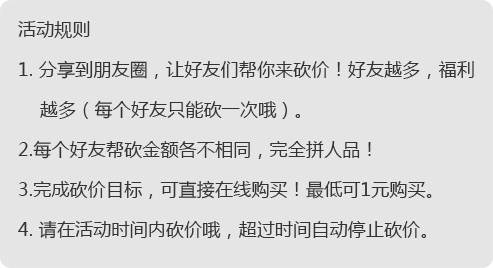 活动规则
1. 分享到朋友圈，让好友们帮你来砍价！好友越多，福利
越多（每个好友只能砍一次哦）。
2.每个好友帮砍金额各不相同，完全拼人品！
3.完成砍价目标，可直接在线购买！最低可1元购买。
4. 请在活动时间内砍价哦，超过时间自动停止砍价。